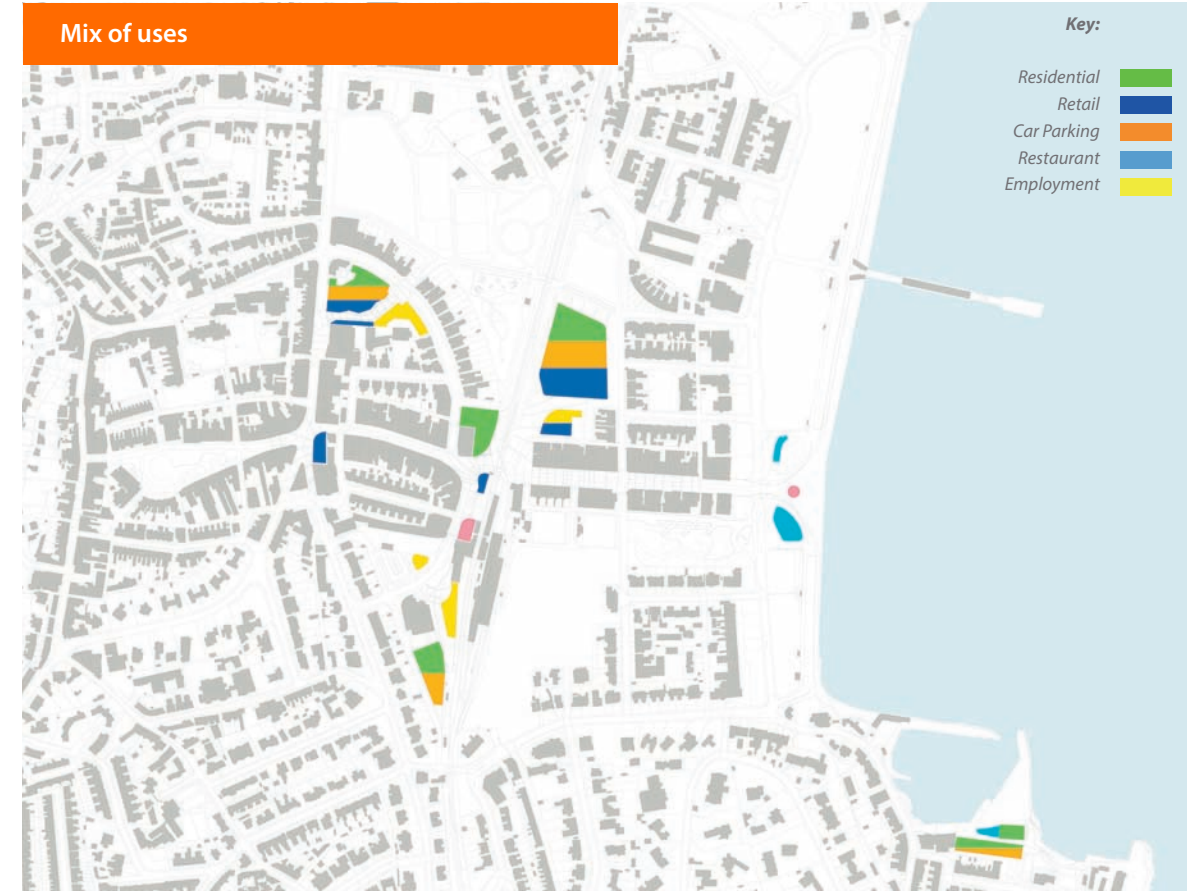 Mix of uses
Key:
Residential
Retail
Car Parking
Restaurant
Employment